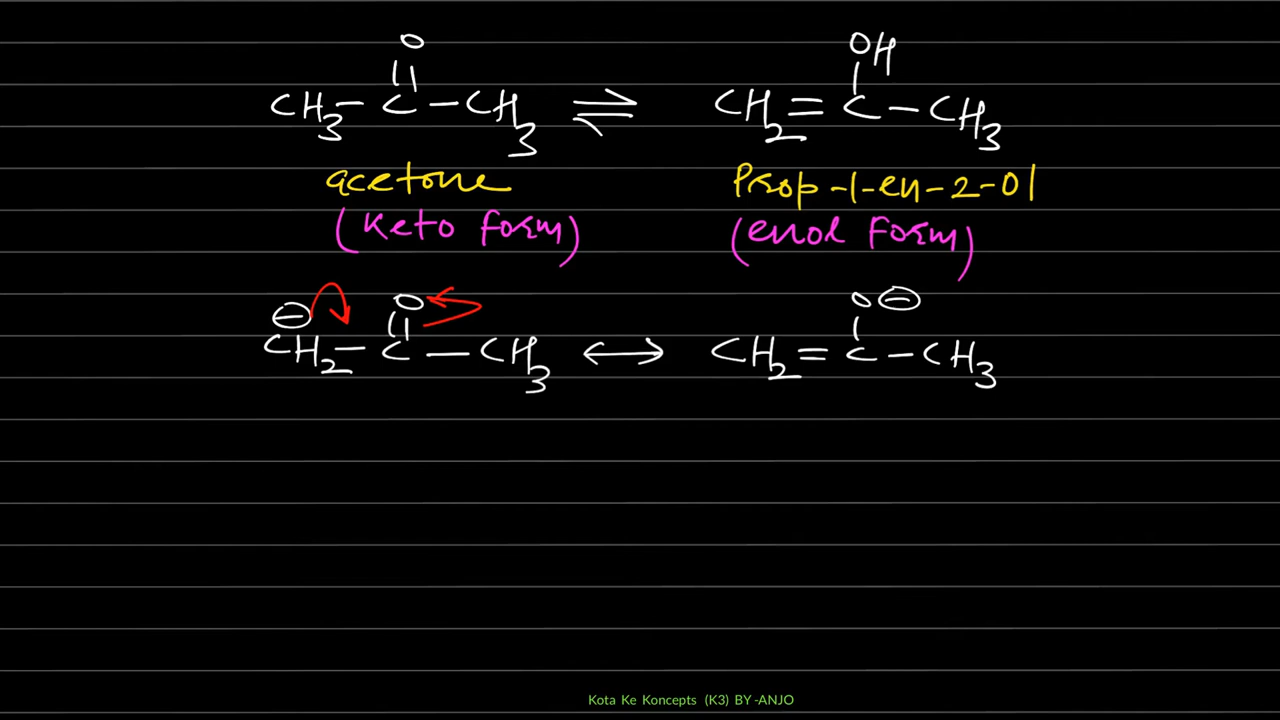 O OH
|| |
CH3 – C – CH3 ⇌ CH2 = C – CH3
acetone Prop-1-en-2-ol
(Keto form) (enol form)
⊖ O O ⊖
|| |
CH2 – C – CH3 ↔ CH2 = C – CH3
Kota Ke Koncepts (K3) BY -ANJO